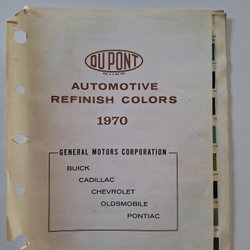 DU PONT
AUTOMOTIVE
REFINISH COLORS
1970
GENERAL MOTORS CORPORATION
BUICK
CADILLAC
CHEVROLET
OLDSMOBILE
PONTIAC